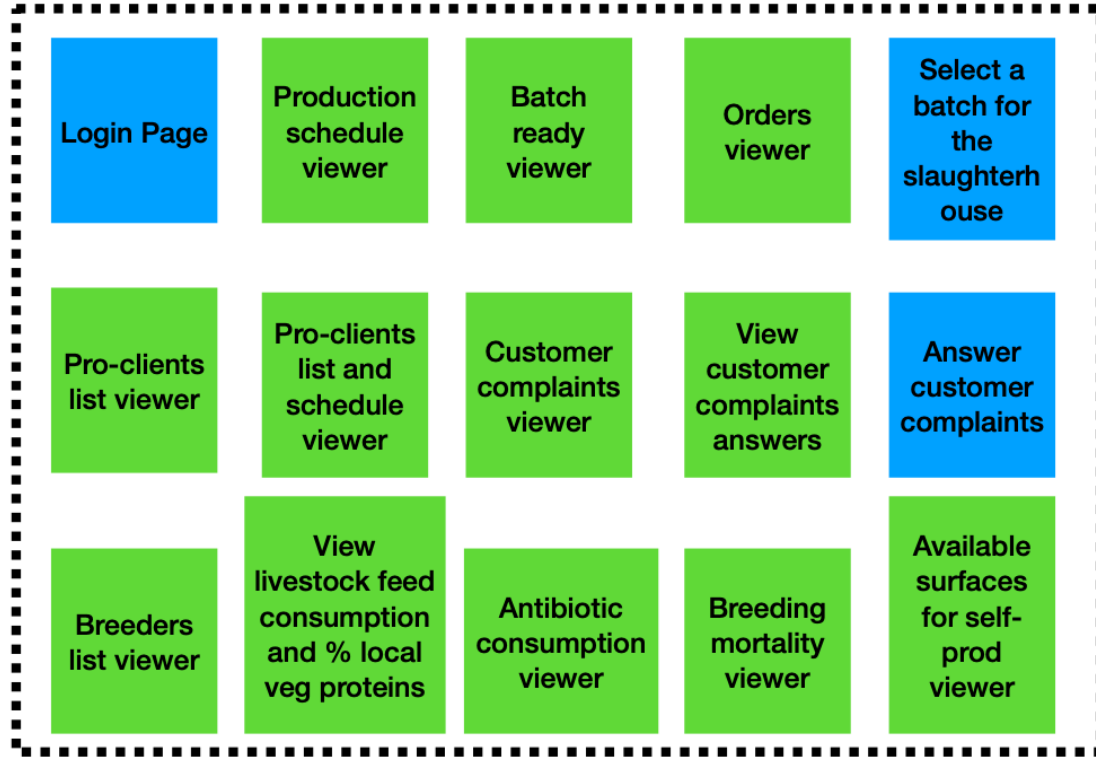 Login Page
Production
schedule
viewer
Batch
ready
viewer
Orders
viewer
Select a
batch for
the
slaughterh
ouse
Pro-clients
list viewer
Pro-clients
list and
schedule
viewer
Customer
complaints
viewer
View
customer
complaints
answers
Answer
customer
complaints
Breeders
list viewer
View
livestock feed
consumption
and % local
veg proteins
Antibiotic
consumption
viewer
Breeding
mortality
viewer
Available
surfaces
for self-
prod
viewer